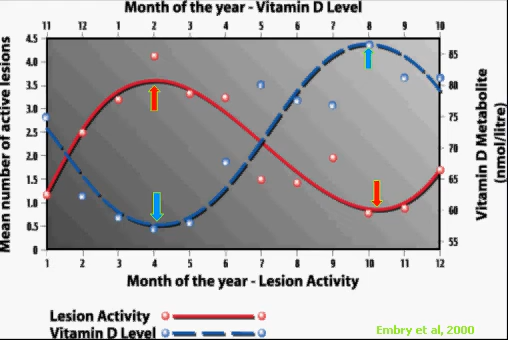 Month of the year - Vitamin D Level
11 12 1 2 3 4 5 6 7 8 9 10
Mean number of active lesions
4.5
4.0
3.5
3.0
2.5
2.0
1.5
1.0
0.5
0
85
80
75
70
65
60
55
Vitamin D Metabolite
(nmol/litre)
1 2 3 4 3 6 7 8 9 10 11 12
Month of the year - Lesion Activity
Lesion Activity
Vitamin D Level
Embry et al, 2000